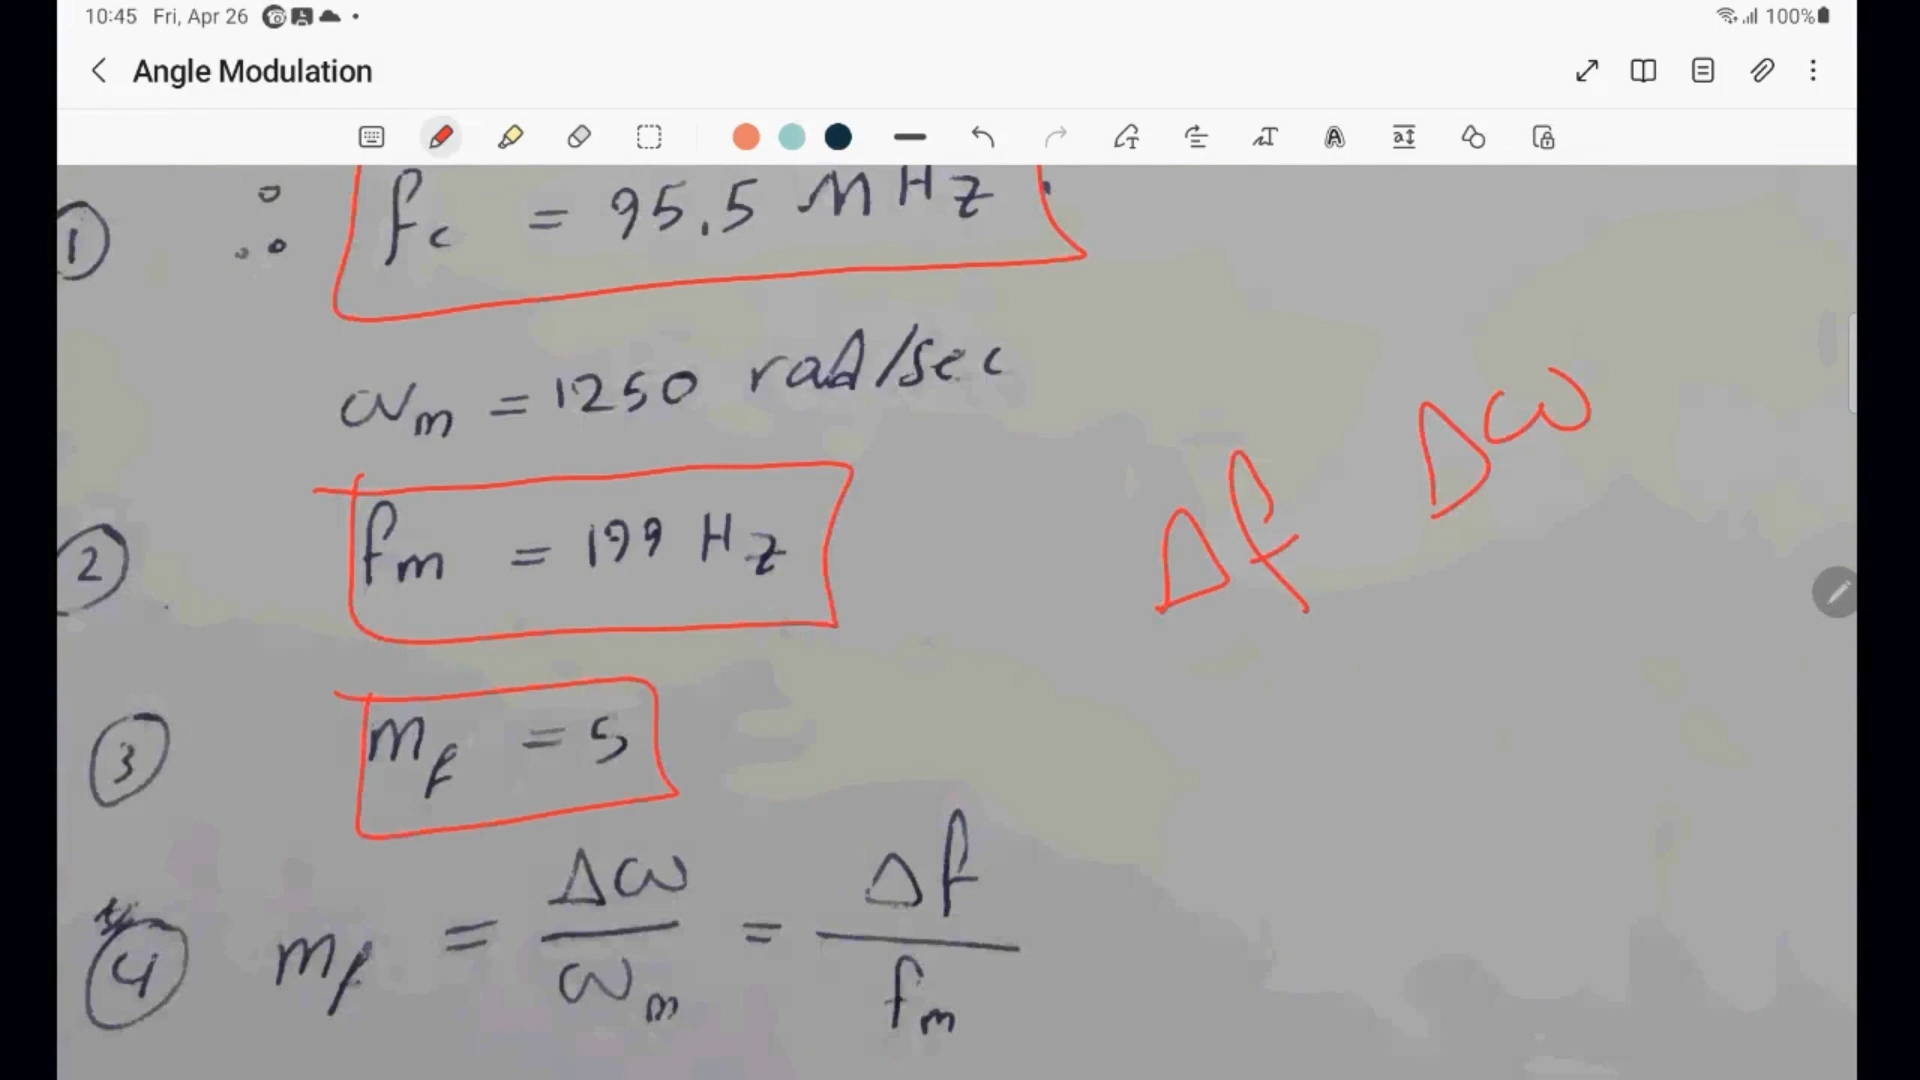 10:45 Fri, Apr 26 100%
Angle Modulation
① ∴ fc = 95.5 MHz
ωm = 1250 rad/sec
Δf Δω
② fm = 199 Hz
③ mf = 5
④ mf = Δω/ωm = Δf/fm